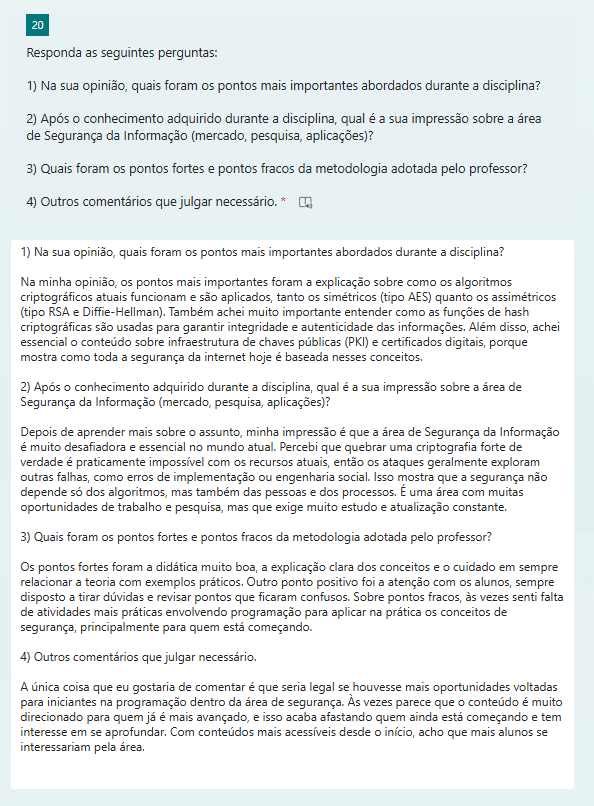 20
Responda as seguintes perguntas:
1) Na sua opinião, quais foram os pontos mais importantes abordados durante a disciplina?
2) Após o conhecimento adquirido durante a disciplina, qual é a sua impressão sobre a área
de Segurança da Informação (mercado, pesquisa, aplicações)?
3) Quais foram os pontos fortes e pontos fracos da metodologia adotada pelo professor?
4) Outros comentários que julgar necessário. *
1) Na sua opinião, quais foram os pontos mais importantes abordados durante a disciplina?
Na minha opinião, os pontos mais importantes foram a explicação sobre como os algoritmos
criptográficos atuais funcionam e são aplicados, tanto os simétricos (tipo AES) quanto os assimétricos
(tipo RSA e Diffie-Hellman). Também achei muito importante entender como as funções de hash
criptográficas são usadas para garantir integridade e autenticidade das informações. Além disso, achei
essencial o conteúdo sobre infraestrutura de chaves públicas (PKI) e certificados digitais, porque
mostra como toda a segurança da internet hoje é baseada nesses conceitos.
2) Após o conhecimento adquirido durante a disciplina, qual é a sua impressão sobre a área de
Segurança da Informação (mercado, pesquisa, aplicações)?
Depois de aprender mais sobre o assunto, minha impressão é que a área de Segurança da Informação
é muito desafiadora e essencial no mundo atual. Percebi que quebrar uma criptografia forte de
verdade é praticamente impossível com os recursos atuais, então os ataques geralmente exploram
outras falhas, como erros de implementação ou engenharia social. Isso mostra que a segurança não
depende só dos algoritmos, mas também das pessoas e dos processos. É uma área com muitas
oportunidades de trabalho e pesquisa, mas que exige muito estudo e atualização constante.
3) Quais foram os pontos fortes e pontos fracos da metodologia adotada pelo professor?
Os pontos fortes foram a didática muito boa, a explicação clara dos conceitos e o cuidado em sempre
relacionar a teoria com exemplos práticos. Outro ponto positivo foi a atenção com os alunos, sempre
disposto a tirar dúvidas e revisar pontos que ficaram confusos. Sobre pontos fracos, às vezes senti falta
de atividades mais práticas envolvendo programação para aplicar na prática os conceitos de
segurança, principalmente para quem está começando.
4) Outros comentários que julgar necessário.
A única coisa que eu gostaria de comentar é que seria legal se houvesse mais oportunidades voltadas
para iniciantes na programação dentro da área de segurança. Às vezes parece que o conteúdo é muito
direcionado para quem já é mais avançado, e isso acaba afastando quem ainda está começando e tem
interesse em se aprofundar. Com conteúdos mais acessíveis desde o início, acho que mais alunos se
interessariam pela área.